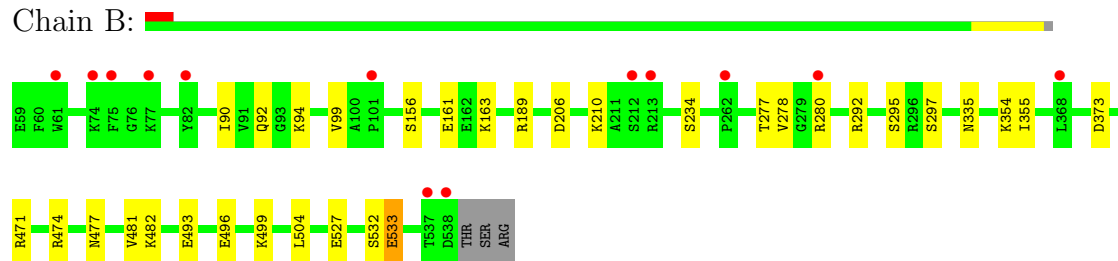 Chain B:
E59 F60 W61 K74 F75 G76 K77 Y82 I90 V91 Q92 G93 K94 V99 A100 P101 S156 E161 E162 K163 R189 D206 K210 A211 S212 R213 S234 P262 T277 V278 G279 R280 R292 S295 R296 S297 N335 K354 I355 L368 D373
R471 R474 N477 V481 K482 E493 E496 K499 L504 E527 S532 E533 T537 D538 THR SER ARG